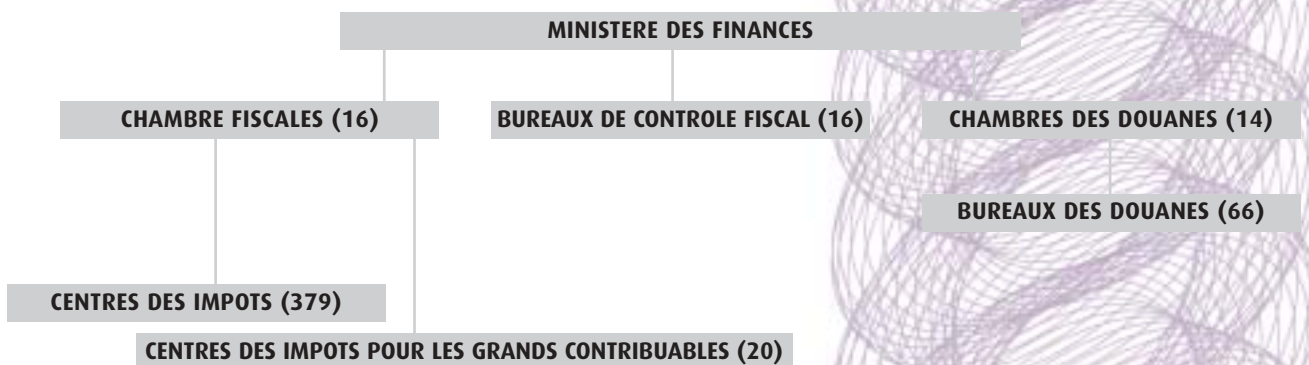 MINISTERE DES FINANCES
CHAMBRE FISCALES (16)
BUREAUX DE CONTROLE FISCAL (16)
CHAMBRES DES DOUANES (14)
BUREAUX DES DOUANES (66)
CENTRES DES IMPOTS (379)
CENTRES DES IMPOTS POUR LES GRANDS CONTRIBUABLES (20)